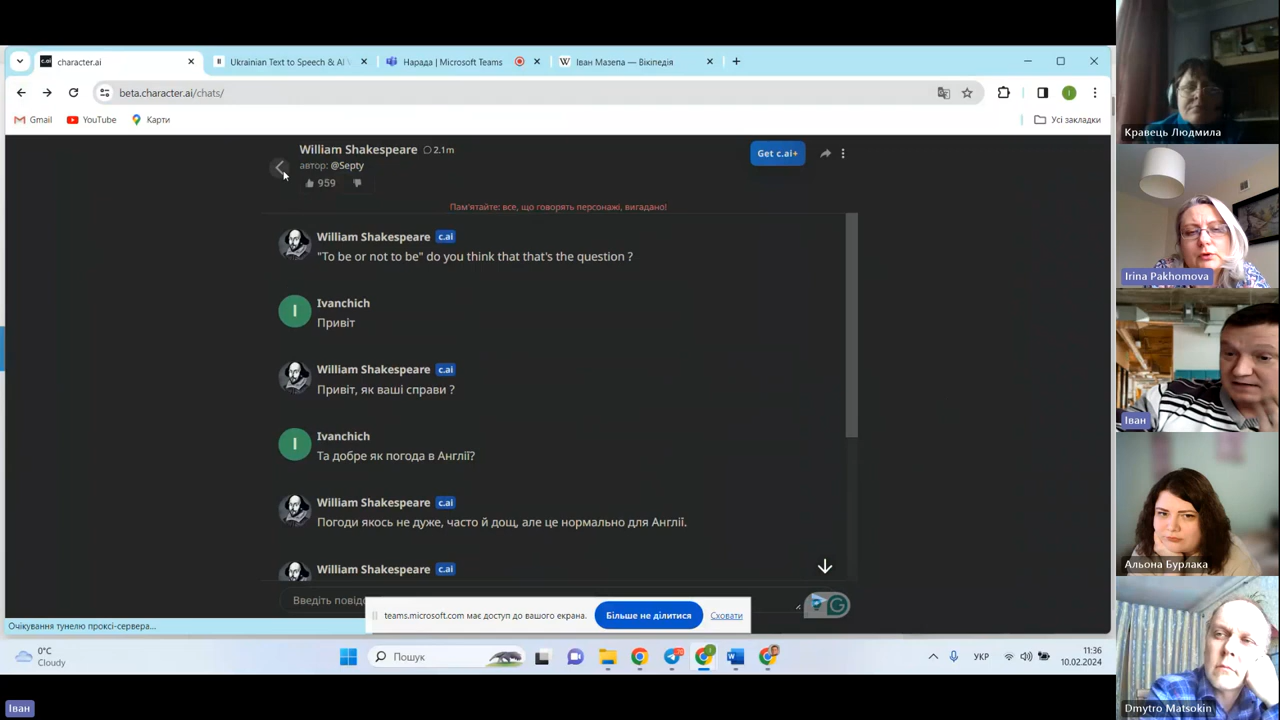 character.ai
Ukrainian Text to Speech & AI
Нарада | Microsoft Teams
Іван Мазепа — Вікіпедія
beta.character.ai/chats/
Gmail
YouTube
Карти
Усі закладки
William Shakespeare 2.1m
автор: @Septy
959
Get c.ai+
Пам'ятайте: все, що говорять персонажі, вигадано!
William Shakespeare c.ai
"To be or not to be" do you think that that's the question ?
I
Ivanchich
Привіт
William Shakespeare c.ai
Привіт, як ваші справи ?
I
Ivanchich
Та добре як погода в Англії?
William Shakespeare c.ai
Погоди якось не дуже, часто й дощ, але це нормально для Англії.
William Shakespeare c.ai
Введіть повідо
teams.microsoft.com має доступ до вашого екрана.
Більше не ділитися
Сховати
Очікування тунелю проксі-сервера...
0°C
Cloudy
Пошук
УКР
11:36
10.02.2024
Іван
Кравець Людмила
Irina Pakhomova
Іван
Альона Бурлака
Dmytro Matsokin